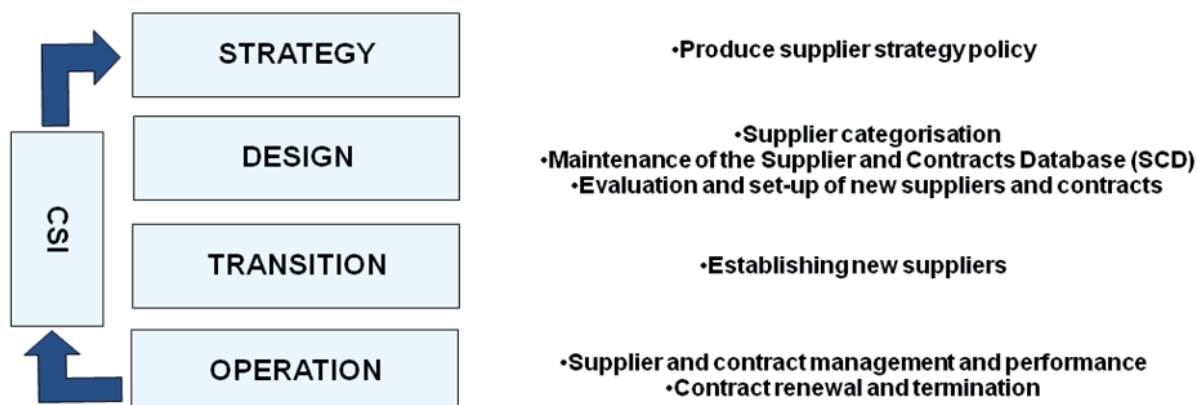 STRATEGY
•Produce supplier strategy policy
DESIGN
•Supplier categorisation
•Maintenance of the Supplier and Contracts Database (SCD)
•Evaluation and set-up of new suppliers and contracts
CSI
TRANSITION
•Establishing new suppliers
OPERATION
•Supplier and contract management and performance
•Contract renewal and termination